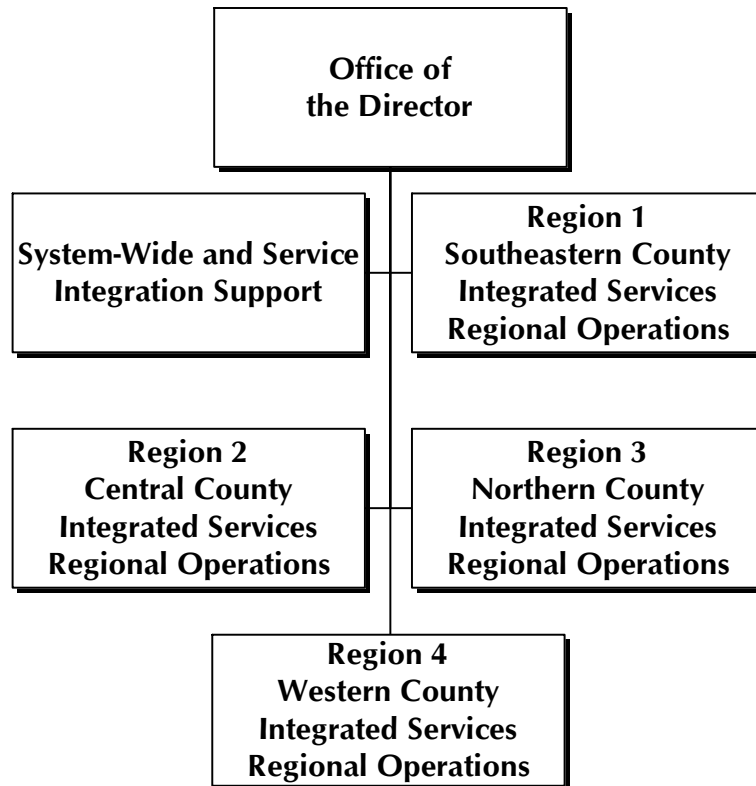 Office of
the Director
System-Wide and Service
Integration Support
Region 1
Southeastern County
Integrated Services
Regional Operations
Region 2
Central County
Integrated Services
Regional Operations
Region 3
Northern County
Integrated Services
Regional Operations
Region 4
Western County
Integrated Services
Regional Operations